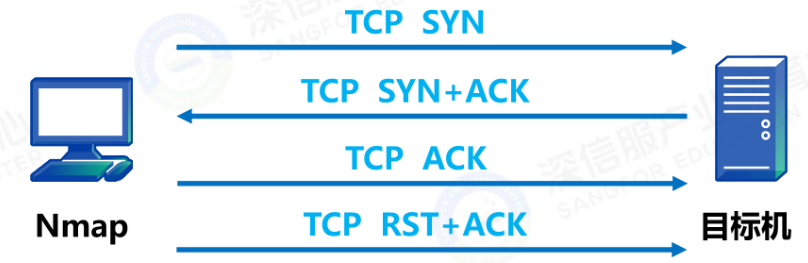 TCP SYN
TCP SYN+ACK
TCP ACK
TCP RST+ACK
Nmap
目标机
深信服产业
SANGFOR EDUCATION